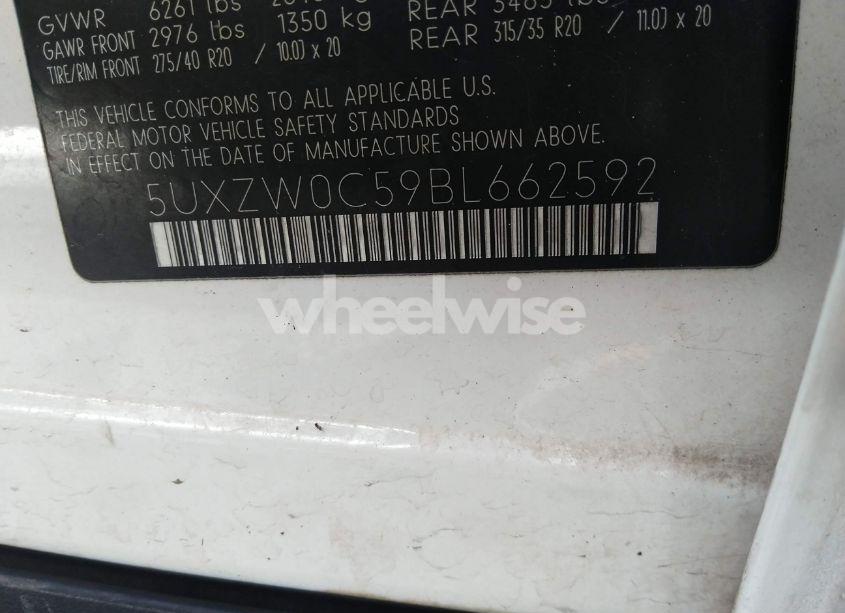 GVWR 6261 lbs
GAWR FRONT 2976 lbs 1350 kg REAR
TIRE/RIM FRONT 275/40 R20 / 10.0J x 20 REAR 315/35 R20 / 11.0J x 20
THIS VEHICLE CONFORMS TO ALL APPLICABLE U.S.
FEDERAL MOTOR VEHICLE SAFETY STANDARDS
IN EFFECT ON THE DATE OF MANUFACTURE SHOWN ABOVE.
5UXZW0C59BL662592
wheelwise